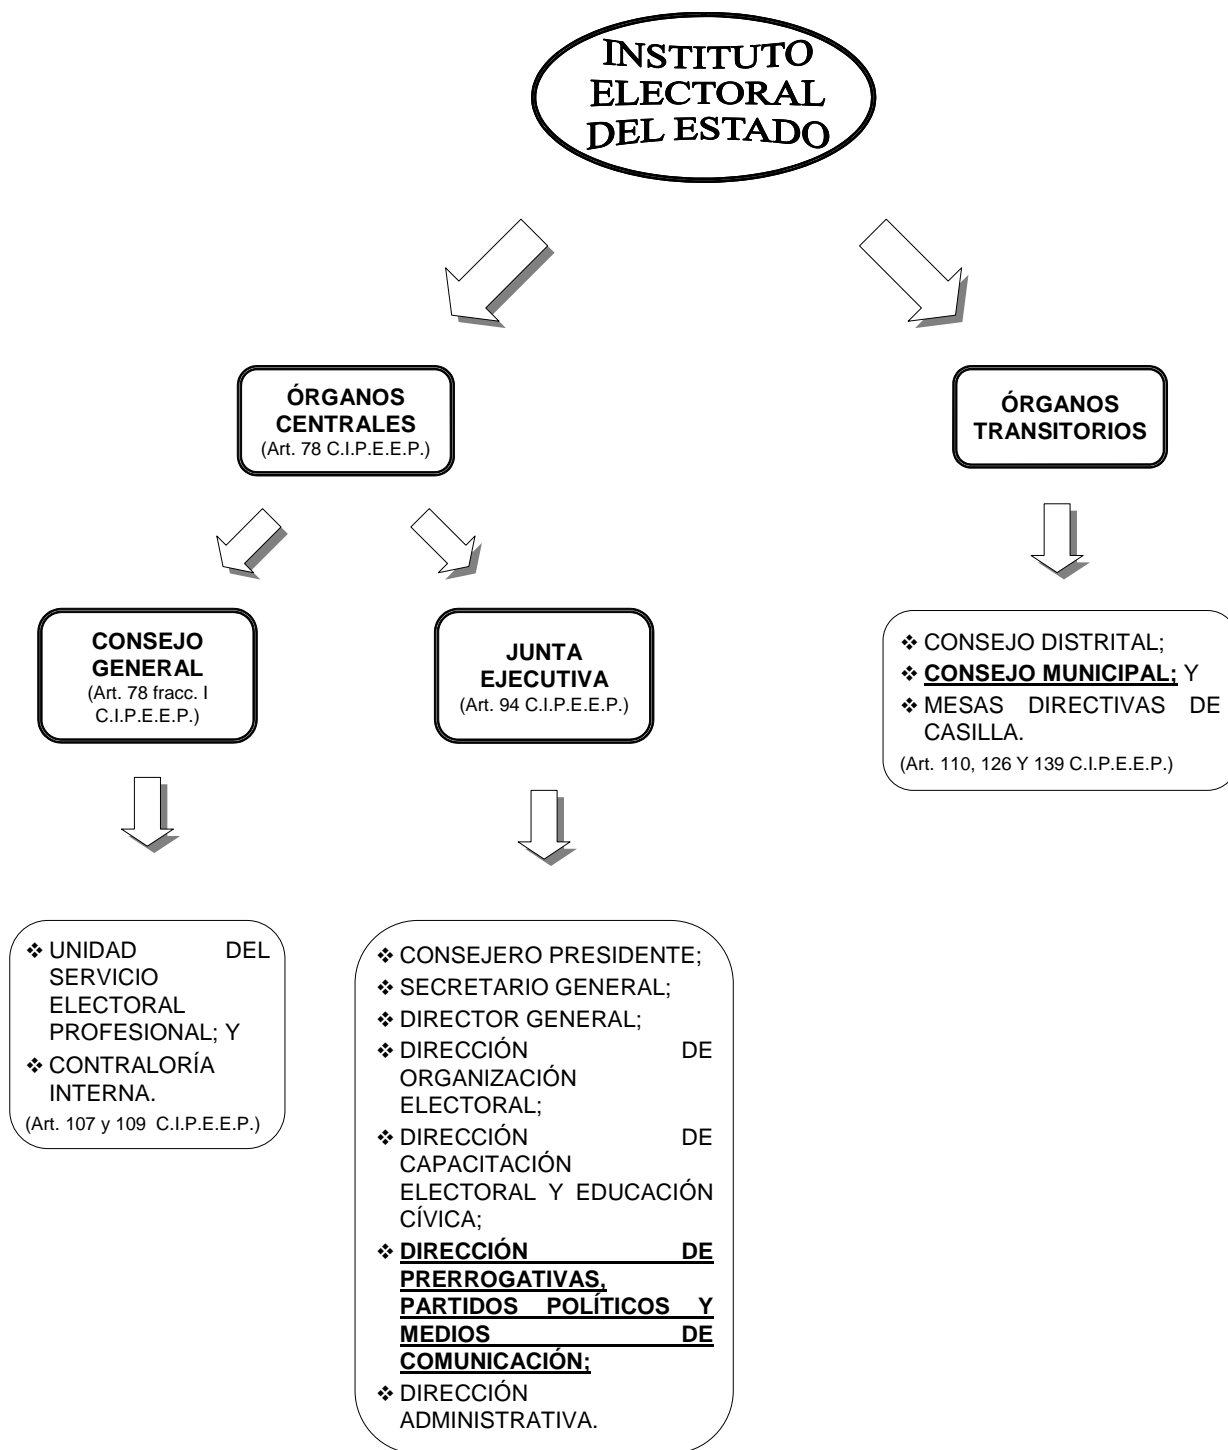 INSTITUTO
ELECTORAL
DEL ESTADO
ÓRGANOS
CENTRALES
(Art. 78 C.I.P.E.E.P.)
ÓRGANOS
TRANSITORIOS
CONSEJO
GENERAL
(Art. 78 fracc. I
C.I.P.E.E.P.)
JUNTA
EJECUTIVA
(Art. 94 C.I.P.E.E.P.)
❖ CONSEJO DISTRITAL;
❖ CONSEJO MUNICIPAL; Y
❖ MESAS DIRECTIVAS DE
CASILLA.
(Art. 110, 126 Y 139 C.I.P.E.E.P.)
❖ UNIDAD DEL
SERVICIO
ELECTORAL
PROFESIONAL; Y
❖ CONTRALORÍA
INTERNA.
(Art. 107 y 109 C.I.P.E.E.P.)
❖ CONSEJERO PRESIDENTE;
❖ SECRETARIO GENERAL;
❖ DIRECTOR GENERAL;
❖ DIRECCIÓN DE
ORGANIZACIÓN
ELECTORAL;
❖ DIRECCIÓN DE
CAPACITACIÓN
ELECTORAL Y EDUCACIÓN
CÍVICA;
❖ DIRECCIÓN DE
PRERROGATIVAS,
PARTIDOS POLÍTICOS Y
MEDIOS DE
COMUNICACIÓN;
❖ DIRECCIÓN
ADMINISTRATIVA.